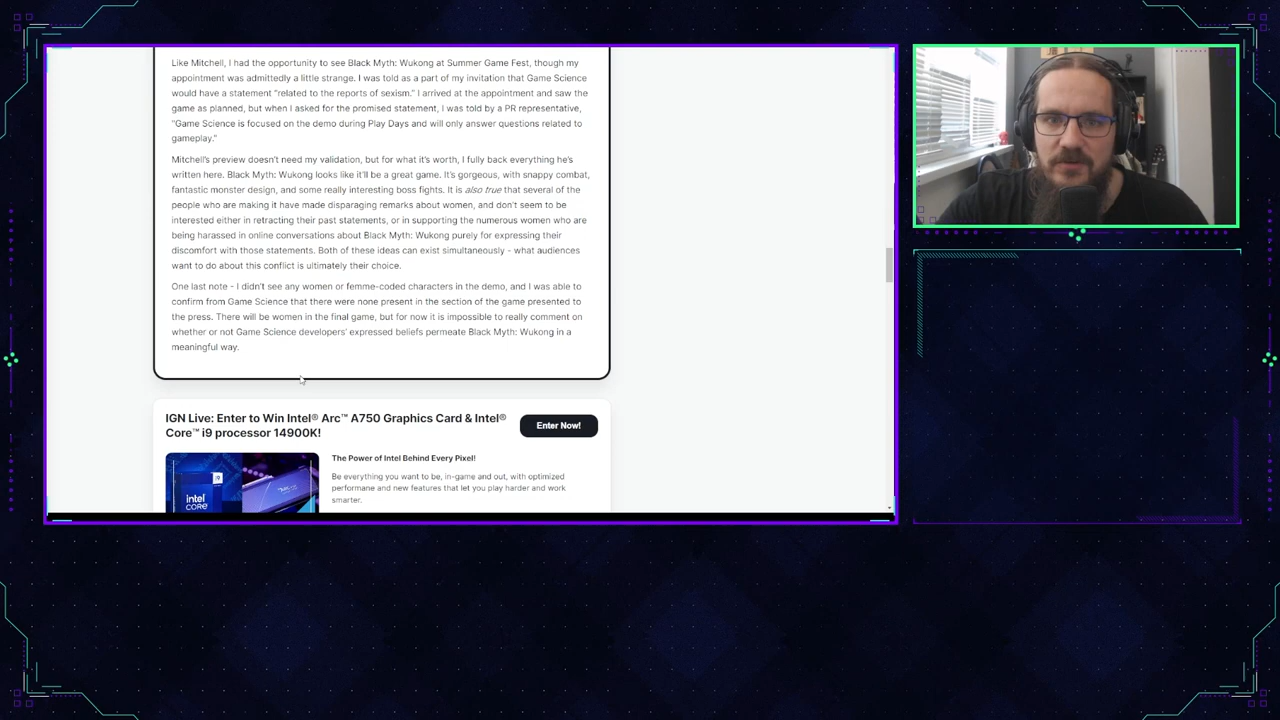 Like Mitchell, I had the opportunity to see Black Myth: Wukong at Summer Game Fest, though my
appointment was admittedly a little strange. I was told as a part of my invitation that Game Science
would have a statement "related to the reports of sexism." I arrived at the appointment and saw the
game as planned, but when I asked for the promised statement, I was told by a PR representative,
"Game Science will focus on the demo during Play Days and will not answer questions unrelated to
gameplay."
Mitchell's preview doesn't need my validation, but for what it's worth, I fully back everything he's
written here. Black Myth: Wukong looks like it'll be a great game. It's gorgeous, with snappy combat,
fantastic monster design, and some really interesting boss fights. It is also true that several of the
people who are making it have made disparaging remarks about women, and don't seem to be
interested either in retracting their past statements, or in supporting the numerous women who are
being harassed in online conversations about Black Myth: Wukong purely for expressing their
discomfort with those statements. Both of these ideas can exist simultaneously - what audiences
want to do about this conflict is ultimately their choice.
One last note - I didn't see any women or femme-coded characters in the demo, and I was able to
confirm from Game Science that there were none present in the section of the game presented to
the press. There will be women in the final game, but for now it is impossible to really comment on
whether or not Game Science developers' expressed beliefs permeate Black Myth: Wukong in a
meaningful way.
IGN Live: Enter to Win Intel® Arc™ A750 Graphics Card & Intel®
Core™ i9 processor 14900K!
Enter Now!
The Power of Intel Behind Every Pixel!
Be everything you want to be, in-game and out, with optimized
performane and new features that let you play harder and work
smarter.
intel
CORE
i9